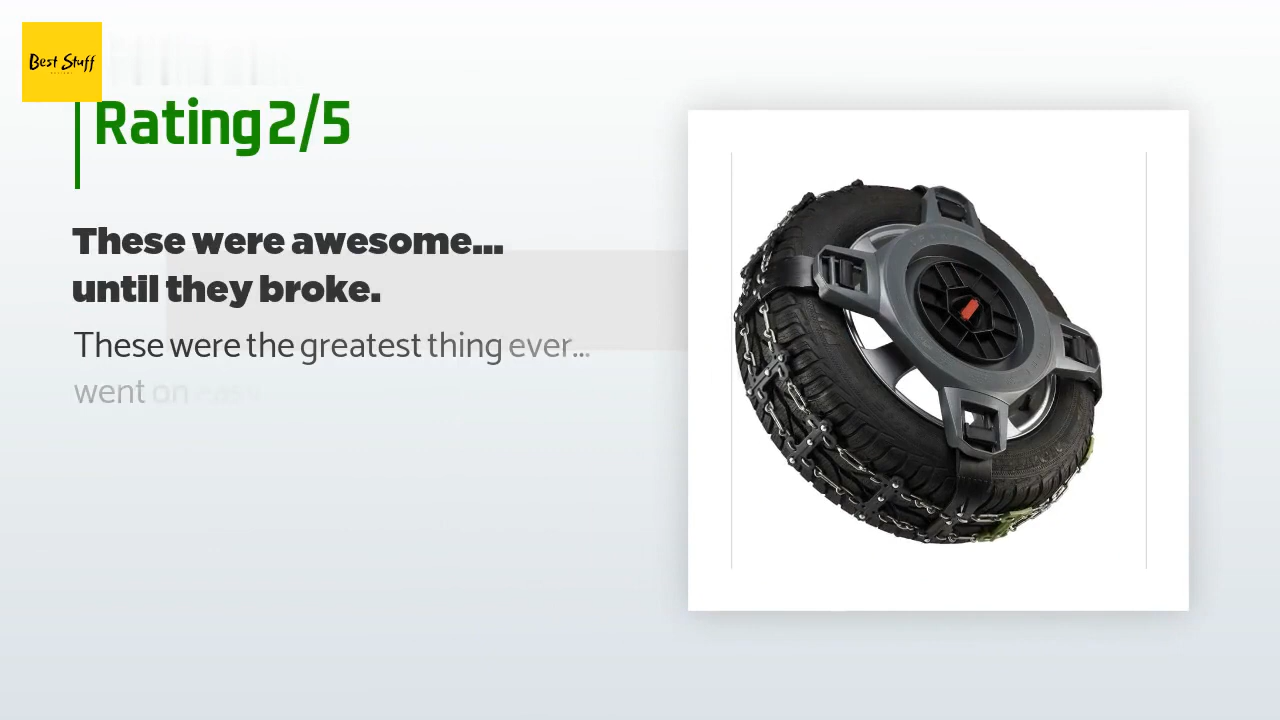 Best Stuff
Rating 2/5
These were awesome...
until they broke.
These were the greatest thing ever...
went on easy